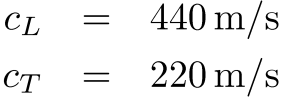 c_L = 440 m/s
c_T = 220 m/s